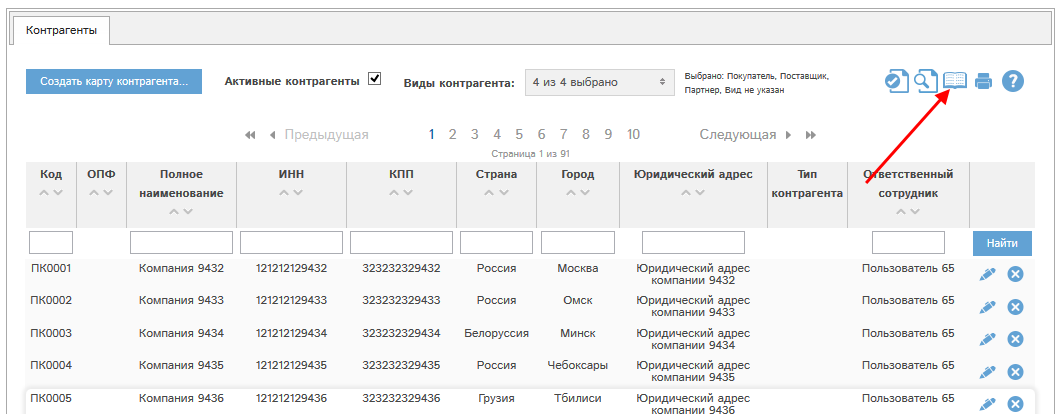 Контрагенты
Создать карту контрагента...
Активные контрагенты
Виды контрагента:
4 из 4 выбрано
Выбрано: Покупатель, Поставщик,
Партнер, Вид не указан
?
Предыдущая 1 2 3 4 5 6 7 8 9 10 Следующая
Страница 1 из 91
Код ОПФ Полное наименование ИНН КПП Страна Город Юридический адрес Тип контрагента Ответственный сотрудник
Найти
ПК0001 Компания 9432 121212129432 323232329432 Россия Москва Юридический адрес компании 9432 Пользователь 65
ПК0002 Компания 9433 121212129433 323232329433 Россия Омск Юридический адрес компании 9433 Пользователь 65
ПК0003 Компания 9434 121212129434 323232329434 Белоруссия Минск Юридический адрес компании 9434 Пользователь 65
ПК0004 Компания 9435 121212129435 323232329435 Россия Чебоксары Юридический адрес компании 9435 Пользователь 65
ПК0005 Компания 9436 121212129436 323232329436 Грузия Тбилиси Юридический адрес компании 9436 Пользователь 65